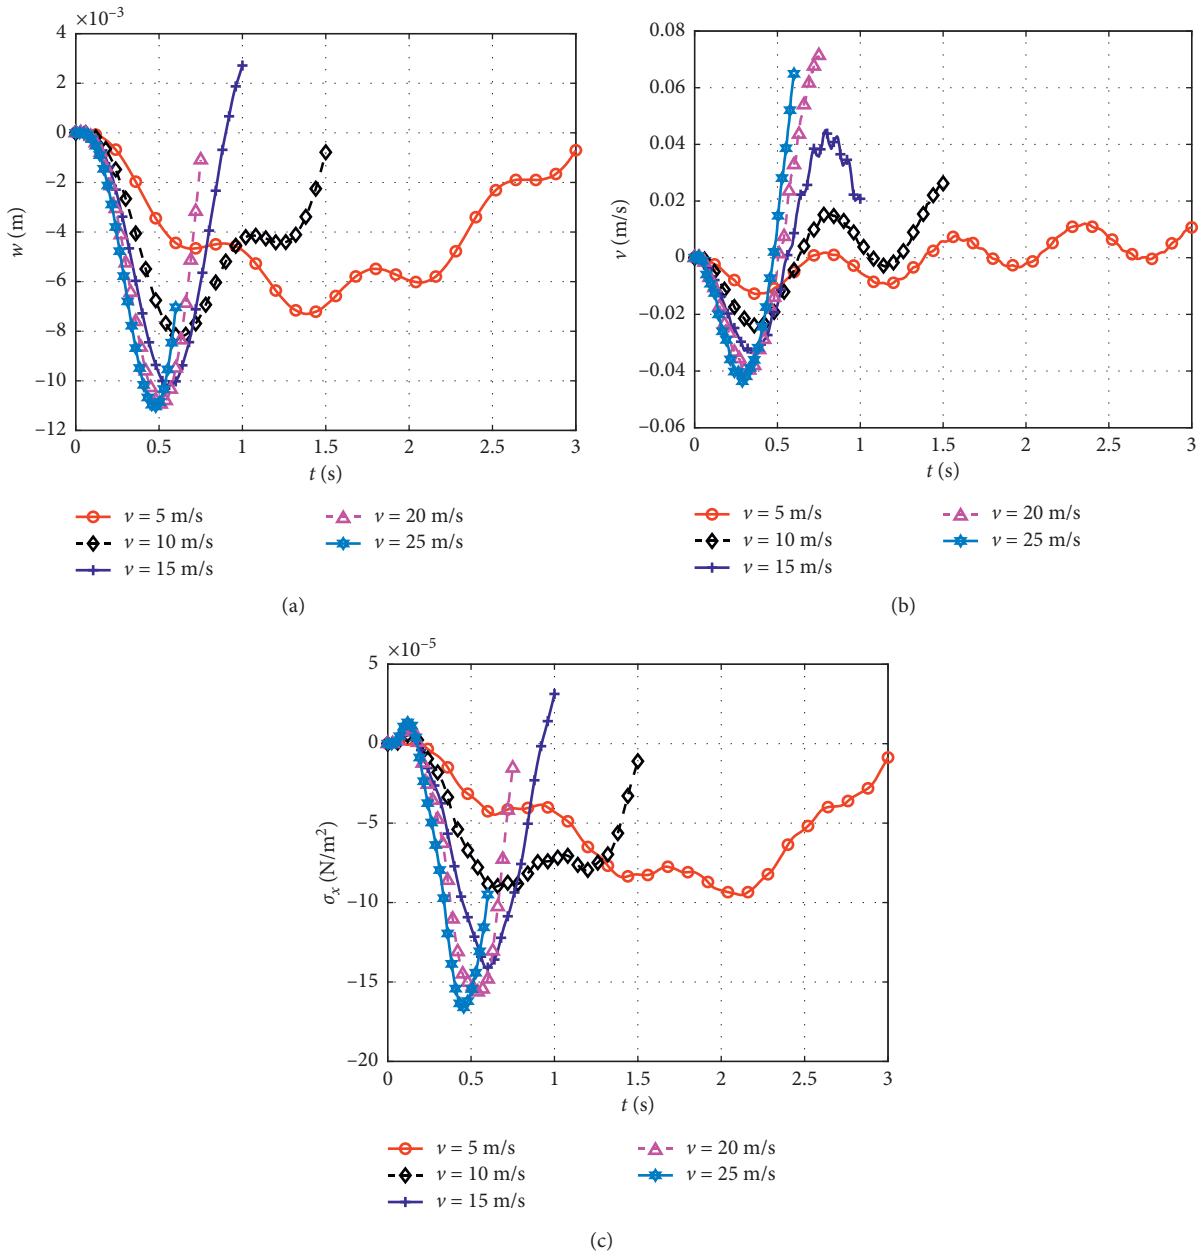 ×10⁻³
4
2
0
−2
−4
−6
−8
−10
−12
w (m)
0 0.5 1 1.5 2 2.5 3
t (s)
v = 5 m/s
v = 10 m/s
v = 15 m/s
v = 20 m/s
v = 25 m/s
(a)
0.08
0.06
0.04
0.02
0
−0.02
−0.04
−0.06
v (m/s)
0 0.5 1 1.5 2 2.5 3
t (s)
v = 5 m/s
v = 10 m/s
v = 15 m/s
v = 20 m/s
v = 25 m/s
(b)
×10⁻⁵
5
0
−5
−10
−15
−20
σₓ (N/m²)
0 0.5 1 1.5 2 2.5 3
t (s)
v = 5 m/s
v = 10 m/s
v = 15 m/s
v = 20 m/s
v = 25 m/s
(c)